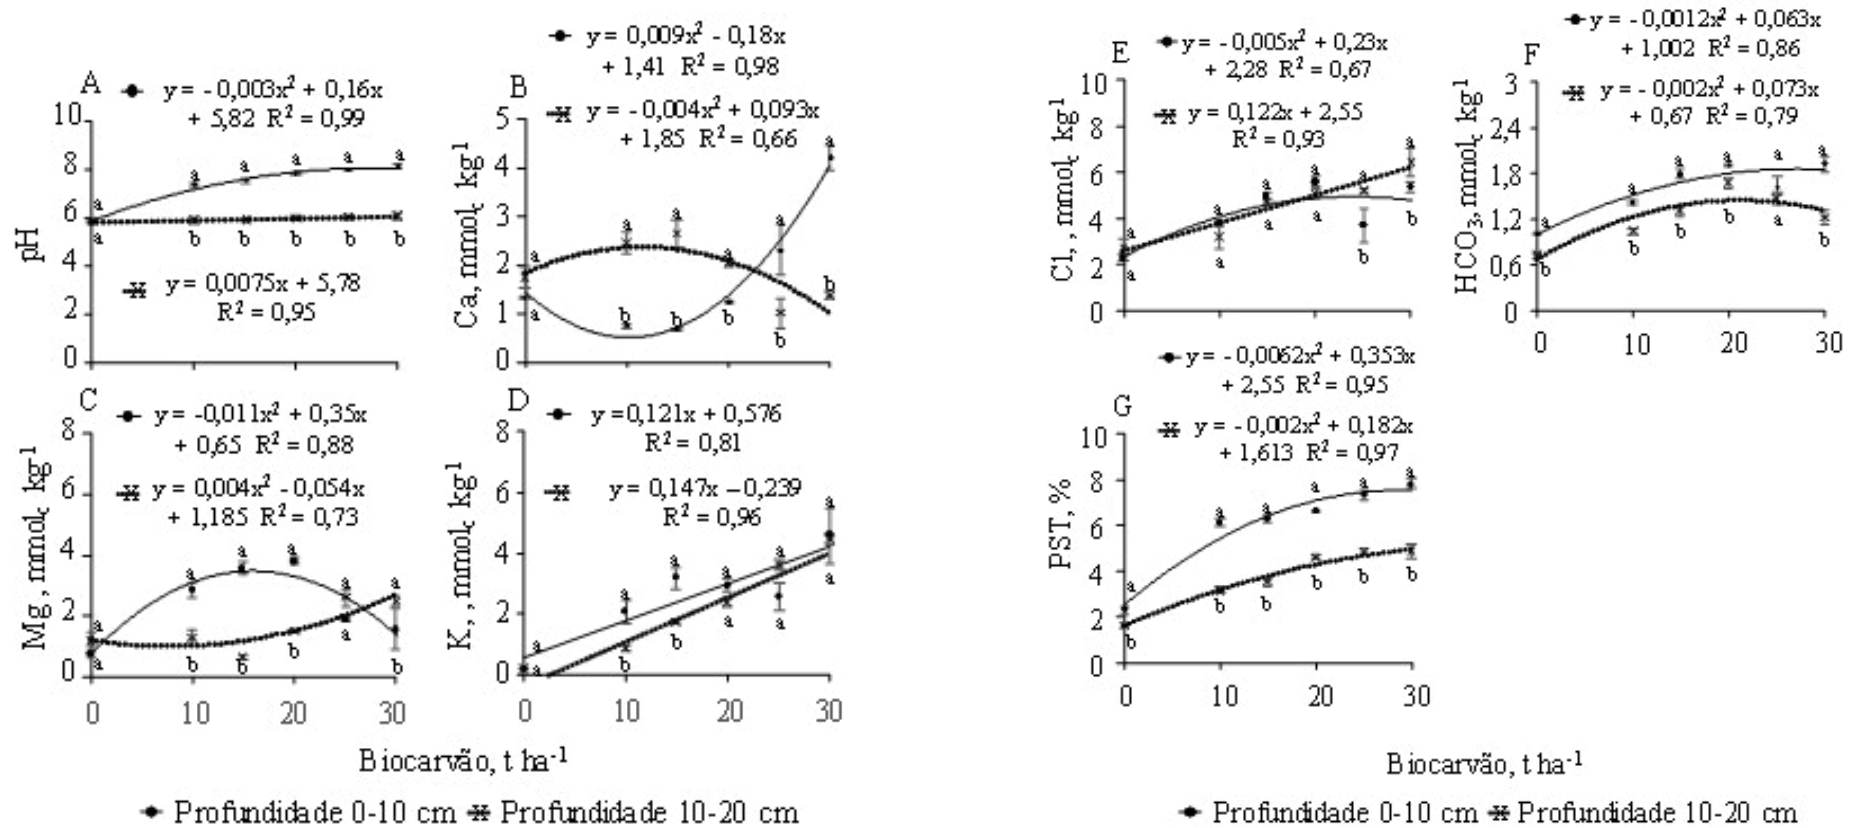 A
y = - 0,003x² + 0,16x
+ 5,82 R² = 0,99
10
8
6
4
2
0
pH
a
a
a
a
a
a
a
b
b
b
b
b
y = 0,0075x + 5,78
R² = 0,95
B
y = 0,009x² - 0,18x
+ 1,41 R² = 0,98
y = -0,004x² + 0,093x
+ 1,85 R² = 0,66
5
4
3
2
1
0
Ca, mmolc kg-1
a
a
a
a
a
a
a
b
b
b
b
b
b
C
y = -0,011x² + 0,35x
+ 0,65 R² = 0,88
y = 0,004x² - 0,054x
+ 1,185 R² = 0,73
8
6
4
2
0
Mg , mmolc kg-1
a
a
a
a
a
a
a
b
b
b
b
0
10
20
30
D
y=0,121x + 0,576
R² = 0,81
y = 0,147x – 0,239
R² = 0,96
8
6
4
2
0
K , mmolc kg-1
a
a
a
a
a
a
a
a
a
a
b
b
0
10
20
30
Biocarvão, t ha-1
Profundidade 0-10 cm Profundidade 10-20 cm
E
y = - 0,005x² + 0,23x
+ 2,28 R² = 0,67
y = 0,122x + 2,55
R² = 0,93
10
8
6
4
2
0
Cl , mmolc kg-1
a
a
a
a
a
a
a
a
a
b
b
b
F
y = - 0,0012x² + 0,063x
+ 1,002 R² = 0,86
y = -0,002x² + 0,073x
+ 0,67 R² = 0,79
3
2,4
1,8
1,2
0,6
0
HCO3, mmolc kg-1
a
a
a
a
a
a
b
b
b
b
b
b
0
10
20
30
G
y = - 0,0062x² + 0,353x
+ 2,55 R² = 0,95
y = -0,002x² + 0,182x
+ 1,613 R² = 0,97
10
8
6
4
2
0
PST, %
a
a
a
a
a
a
b
b
b
b
b
b
0
10
20
30
Biocarvão, t ha-1
Profundidade 0-10 cm Profundidade 10-20 cm